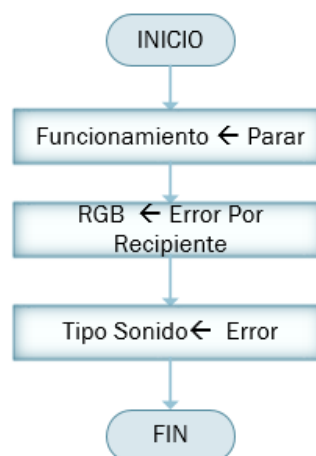 INICIO
Funcionamiento ← Parar
RGB ← Error Por
Recipiente
Tipo Sonido← Error
FIN